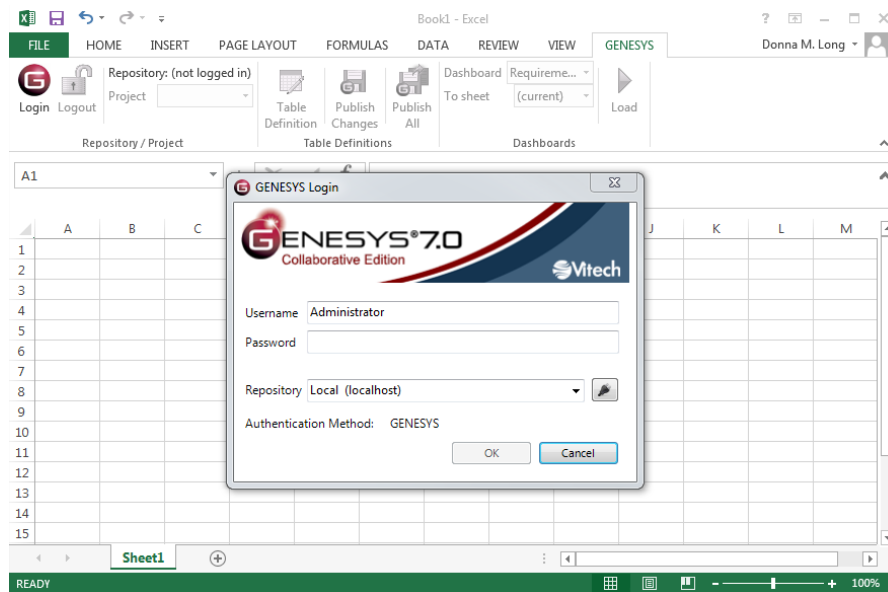 Book1 - Excel
FILE HOME INSERT PAGE LAYOUT FORMULAS DATA REVIEW VIEW GENESYS Donna M. Long
Repository: (not logged in) Dashboard Requireme...
Project To sheet (current)
Login Logout Table Definition Publish Changes Publish All Load
Repository / Project Table Definitions Dashboards
A1
GENESYS Login
A B C J K L M
GENESYS® 7.0
Collaborative Edition
Vitech
Username Administrator
Password
Repository Local (localhost)
Authentication Method: GENESYS
OK Cancel
1
2
3
4
5
6
7
8
9
10
11
12
13
14
15
Sheet1
READY 100%